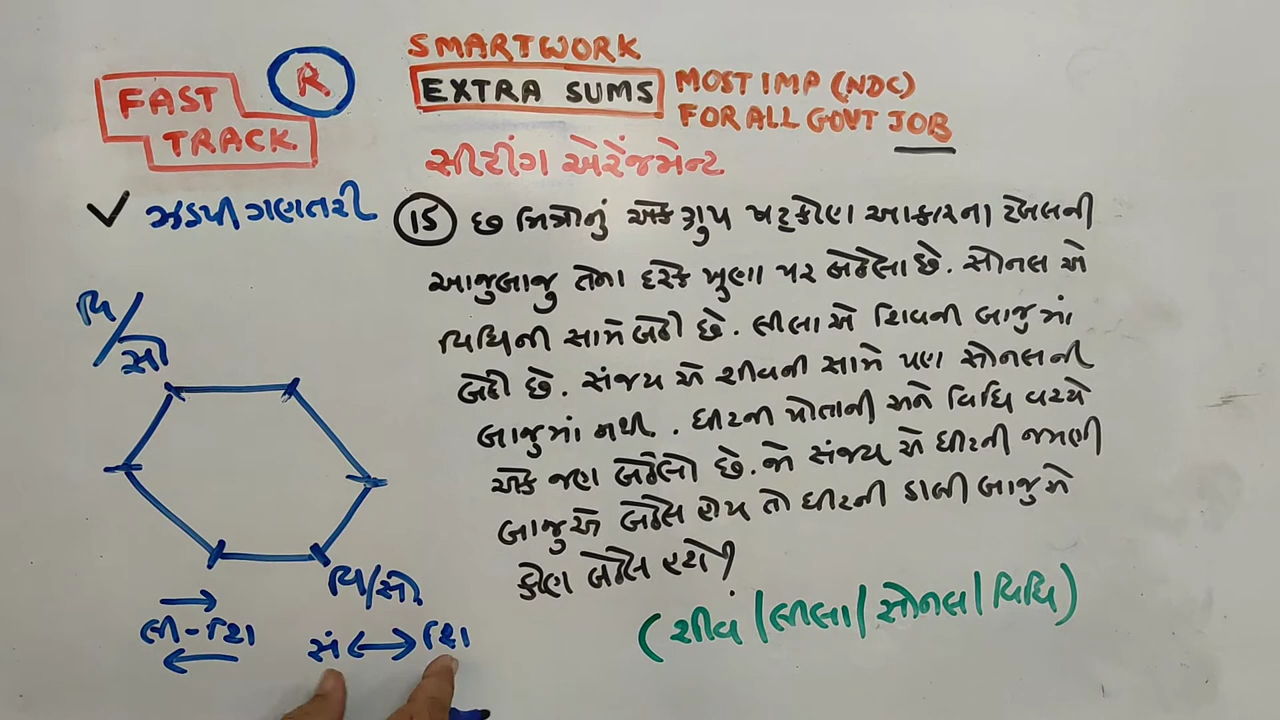 SMARTWORK
FAST
TRACK
R
EXTRA SUMS
MOST IMP (NDC)
FOR ALL GOVT JOB
સીટીંગ એરેંજમેન્ટ
ઝડપી ગણતરી
15 છ મિત્રોનું એક ગ્રુપ ષટ્કોણ આકારના ટેબલની
આજુબાજુ તેના દરેક ખુણા પર બેઠેલા છે. સોનલ એ
વિધિની સામે બેઠી છે. લીલા એ શિવની બાજુમાં
બેઠી છે. સંજય એ શીવની સામે પણ સોનલની
બાજુમાં નથી. ધીરની પોતાની અને વિધિ વચ્ચે
એક જણ બેઠેલો છે. જો સંજય એ ધીરની જમણી
બાજુએ બેઠેલ હોય તો ધીરની ડાબી બાજુએ
કોણ બેઠેલ હશે?
(શીવ / લીલા / સોનલ / વિધિ)
વિ/સો
વિ/સો
લી-શિ
સં ↔ શિ